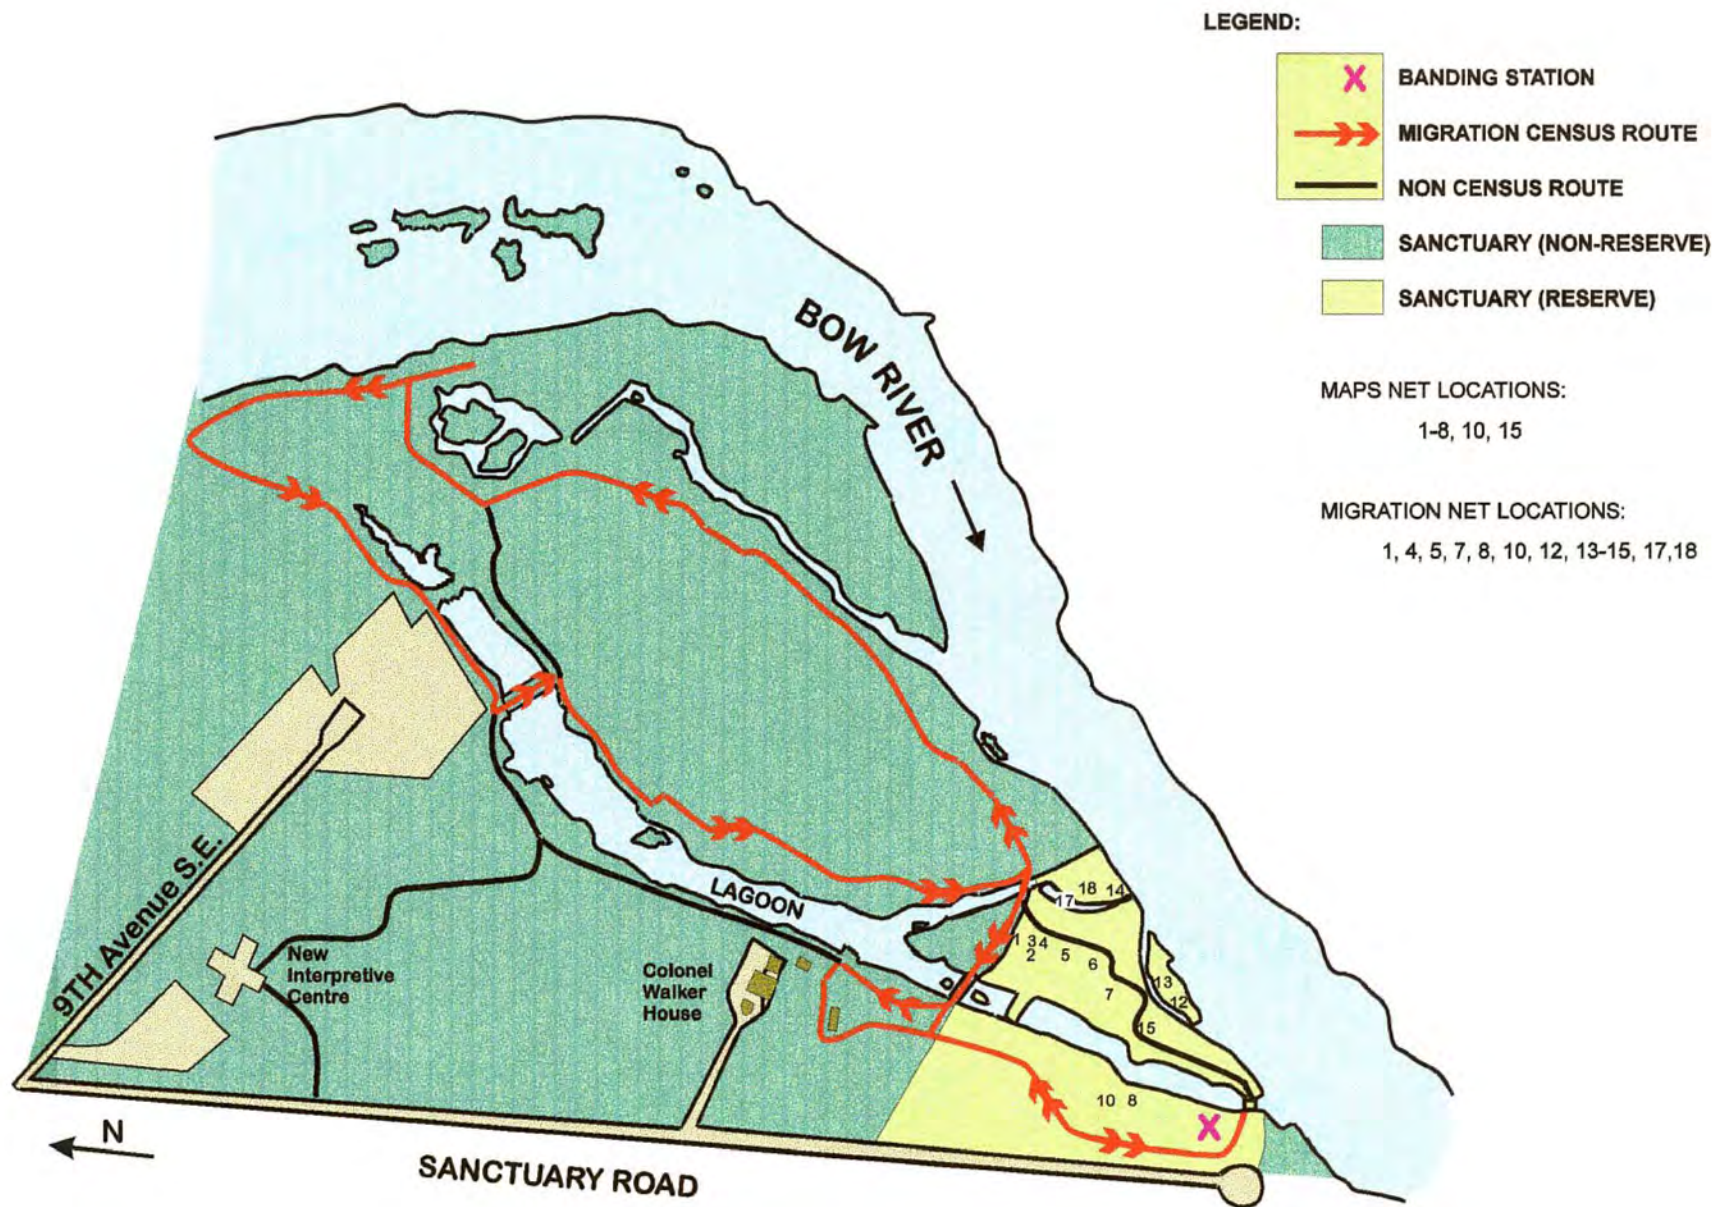 LEGEND:
X BANDING STATION
MIGRATION CENSUS ROUTE
NON CENSUS ROUTE
SANCTUARY (NON-RESERVE)
SANCTUARY (RESERVE)
MAPS NET LOCATIONS:
1-8, 10, 15
MIGRATION NET LOCATIONS:
1, 4, 5, 7, 8, 10, 12, 13-15, 17,18
BOW RIVER
LAGOON
18 14
17
1 3 4
2 5 6
7
13
12
15
9TH Avenue S.E.
New
Interpretive
Centre
Colonel
Walker
House
10 8
X
N
SANCTUARY ROAD